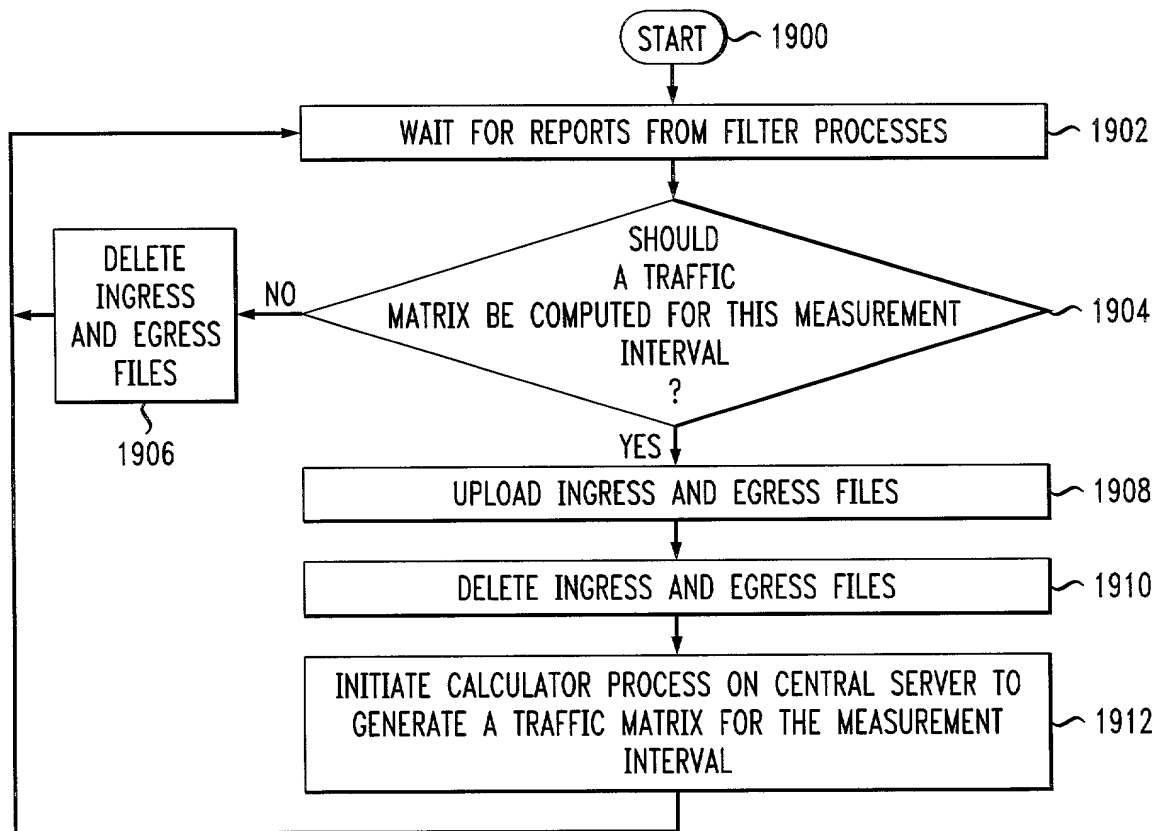 START
1900
WAIT FOR REPORTS FROM FILTER PROCESSES
1902
SHOULD
A TRAFFIC
MATRIX BE COMPUTED FOR THIS MEASUREMENT
INTERVAL
?
1904
NO
DELETE
INGRESS
AND EGRESS
FILES
1906
YES
UPLOAD INGRESS AND EGRESS FILES
1908
DELETE INGRESS AND EGRESS FILES
1910
INITIATE CALCULATOR PROCESS ON CENTRAL SERVER TO
GENERATE A TRAFFIC MATRIX FOR THE MEASUREMENT
INTERVAL
1912